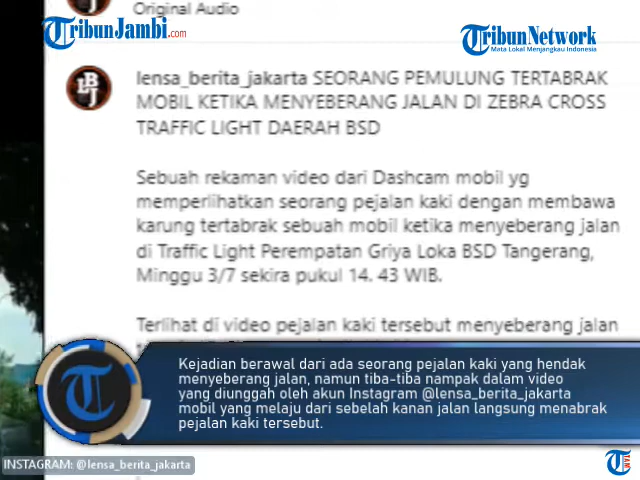 Original Audio
TribunJambi.com
Tribun Network
Mata Lokal Menjangkau Indonesia
LBJ
lensa_berita_jakarta SEORANG PEMULUNG TERTABRAK
MOBIL KETIKA MENYEBERANG JALAN DI ZEBRA CROSS
TRAFFIC LIGHT DAERAH BSD
Sebuah rekaman video dari Dashcam mobil yg
memperlihatkan seorang pejalan kaki dengan membawa
karung tertabrak sebuah mobil ketika menyeberang jalan
di Traffic Light Perempatan Griya Loka BSD Tangerang,
Minggu 3/7 sekira pukul 14. 43 WIB.
Terlihat di video pejalan kaki tersebut menyeberang jalan
Kejadian berawal dari ada seorang pejalan kaki yang hendak
menyeberang jalan, namun tiba-tiba nampak dalam video
yang diunggah oleh akun Instagram @lensa_berita_jakarta
mobil yang melaju dari sebelah kanan jalan langsung menabrak
pejalan kaki tersebut.
INSTAGRAM: @lensa_berita_jakarta